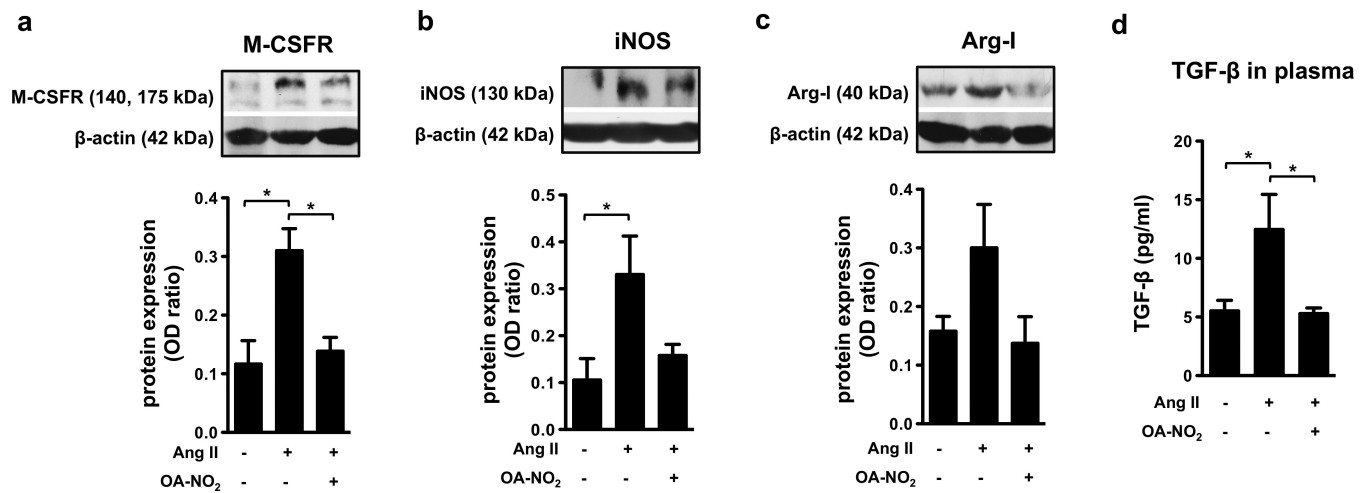 a
M-CSFR
M-CSFR (140, 175 kDa)
β-actin (42 kDa)
protein expression
(OD ratio)
0.4
0.3
0.2
0.1
0.0
* *
Ang II - + +
OA-NO₂ - - +
b
iNOS
iNOS (130 kDa)
β-actin (42 kDa)
protein expression
(OD ratio)
0.5
0.4
0.3
0.2
0.1
0.0
*
Ang II - + +
OA-NO₂ - - +
c
Arg-I
Arg-I (40 kDa)
β-actin (42 kDa)
protein expression
(OD ratio)
0.4
0.3
0.2
0.1
0.0
Ang II - + +
OA-NO₂ - - +
d
TGF-β in plasma
TGF-β (pg/ml)
20
15
10
5
0
* *
Ang II - + +
OA-NO₂ - - +